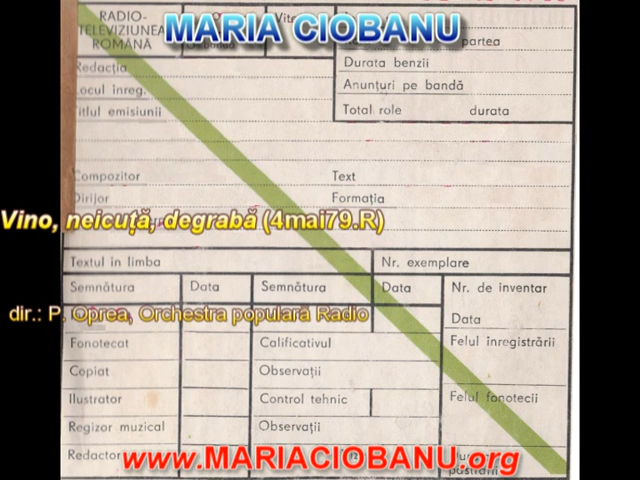 MARIA CIOBANU
RADIO-
TELEVIZIUNEA
ROMÂNĂ
partea
Durata benzii
Redacția
Anunțuri pe bandă
Locul înreg.
Titlul emisiunii
Total role durata
Compozitor Text
Dirijor Formația
Vino, neicuță, degrabă (4mai79.R)
Textul în limba Nr. exemplare
Semnătura Data Semnătura Data Nr. de inventar
dir.: P. Oprea, Orchestra populară Radio
Data
Fonotecat Calificativul Felul înregistrării
Copiat Observații
Ilustrator Control tehnic Felul fonotecii
Regizor muzical Observații
Redactor
www.MARIACIOBANU.org